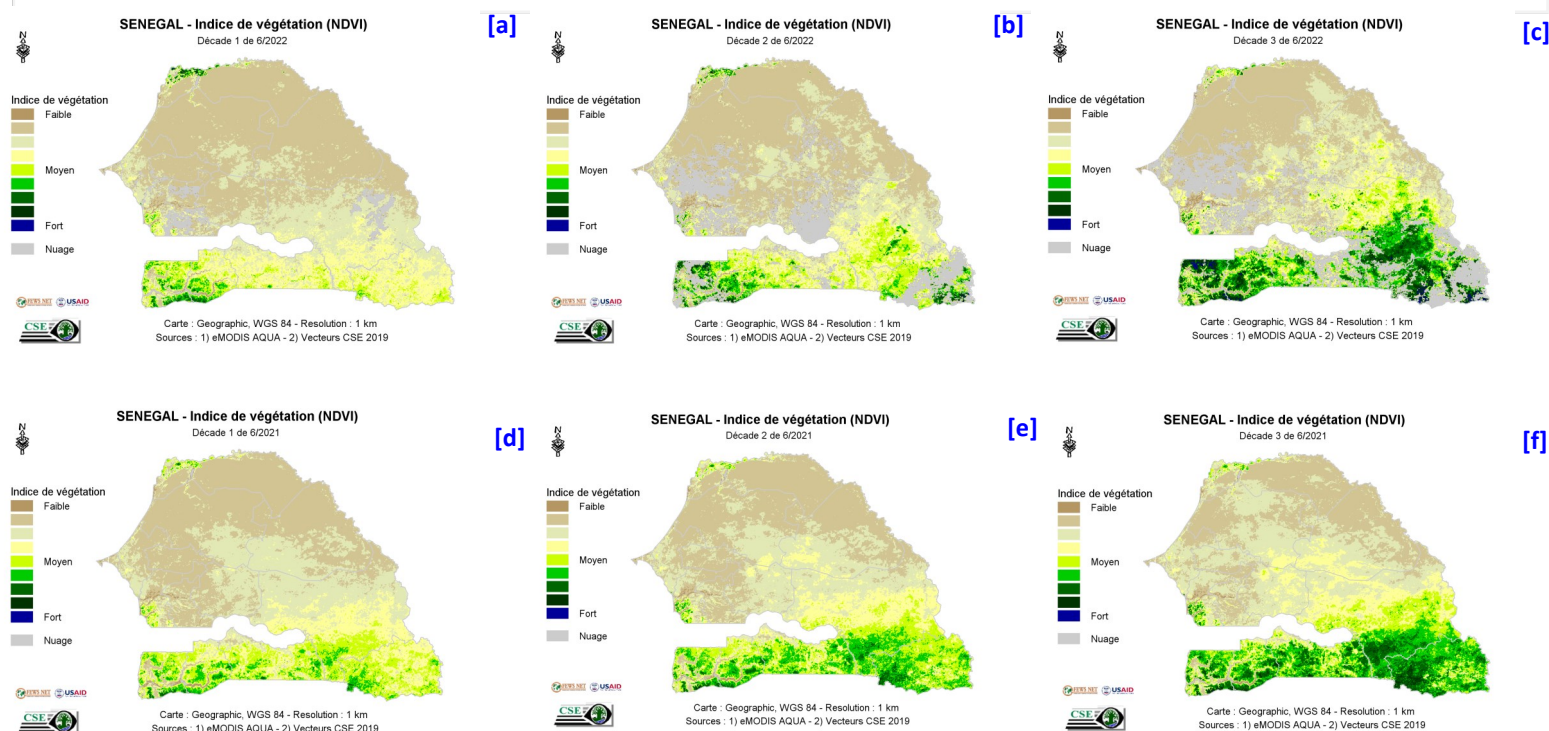 SENEGAL - Indice de végétation (NDVI)
Décade 1 de 6/2022
[a]
N
Indice de végétation
Faible
Moyen
Fort
Nuage
FEWS NET
USAID
CSE
Carte : Geographic, WGS 84 - Resolution : 1 km
Sources : 1) eMODIS AQUA - 2) Vecteurs CSE 2019
SENEGAL - Indice de végétation (NDVI)
Décade 2 de 6/2022
[b]
N
Indice de végétation
Faible
Moyen
Fort
Nuage
FEWS NET
USAID
CSE
Carte : Geographic, WGS 84 - Resolution : 1 km
Sources : 1) eMODIS AQUA - 2) Vecteurs CSE 2019
SENEGAL - Indice de végétation (NDVI)
Décade 3 de 6/2022
[c]
N
Indice de végétation
Faible
Moyen
Fort
Nuage
FEWS NET
USAID
CSE
Carte : Geographic, WGS 84 - Resolution : 1 km
Sources : 1) eMODIS AQUA - 2) Vecteurs CSE 2019
SENEGAL - Indice de végétation (NDVI)
Décade 1 de 6/2021
[d]
N
Indice de végétation
Faible
Moyen
Fort
Nuage
FEWS NET
USAID
CSE
Carte : Geographic, WGS 84 - Resolution : 1 km
Sources : 1) eMODIS AQUA - 2) Vecteurs CSE 2019
SENEGAL - Indice de végétation (NDVI)
Décade 2 de 6/2021
[e]
N
Indice de végétation
Faible
Moyen
Fort
Nuage
FEWS NET
USAID
CSE
Carte : Geographic, WGS 84 - Resolution : 1 km
Sources : 1) eMODIS AQUA - 2) Vecteurs CSE 2019
SENEGAL - Indice de végétation (NDVI)
Décade 3 de 6/2021
[f]
N
Indice de végétation
Faible
Moyen
Fort
Nuage
FEWS NET
USAID
CSE
Carte : Geographic, WGS 84 - Resolution : 1 km
Sources : 1) eMODIS AQUA - 2) Vecteurs CSE 2019